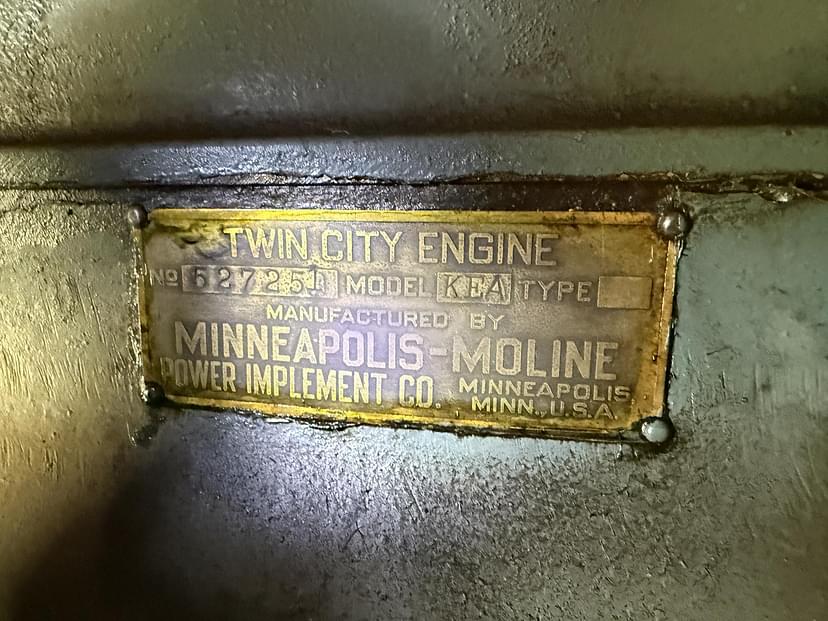 TWIN CITY ENGINE
No 527251 MODEL KEA TYPE
MANUFACTURED BY
MINNEAPOLIS-MOLINE
POWER IMPLEMENT CO. MINNEAPOLIS
MINN., U.S.A.